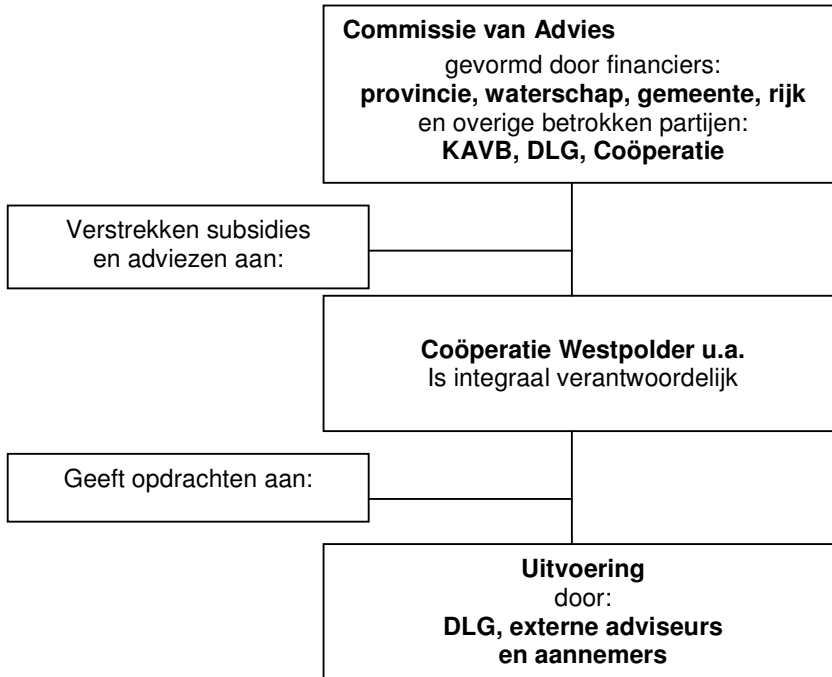 Commissie van Advies
gevormd door financiers:
provincie, waterschap, gemeente, rijk
en overige betrokken partijen:
KAVB, DLG, Coöperatie
Verstrekken subsidies
en adviezen aan:
Coöperatie Westpolder u.a.
Is integraal verantwoordelijk
Geeft opdrachten aan:
Uitvoering
door:
DLG, externe adviseurs
en aannemers